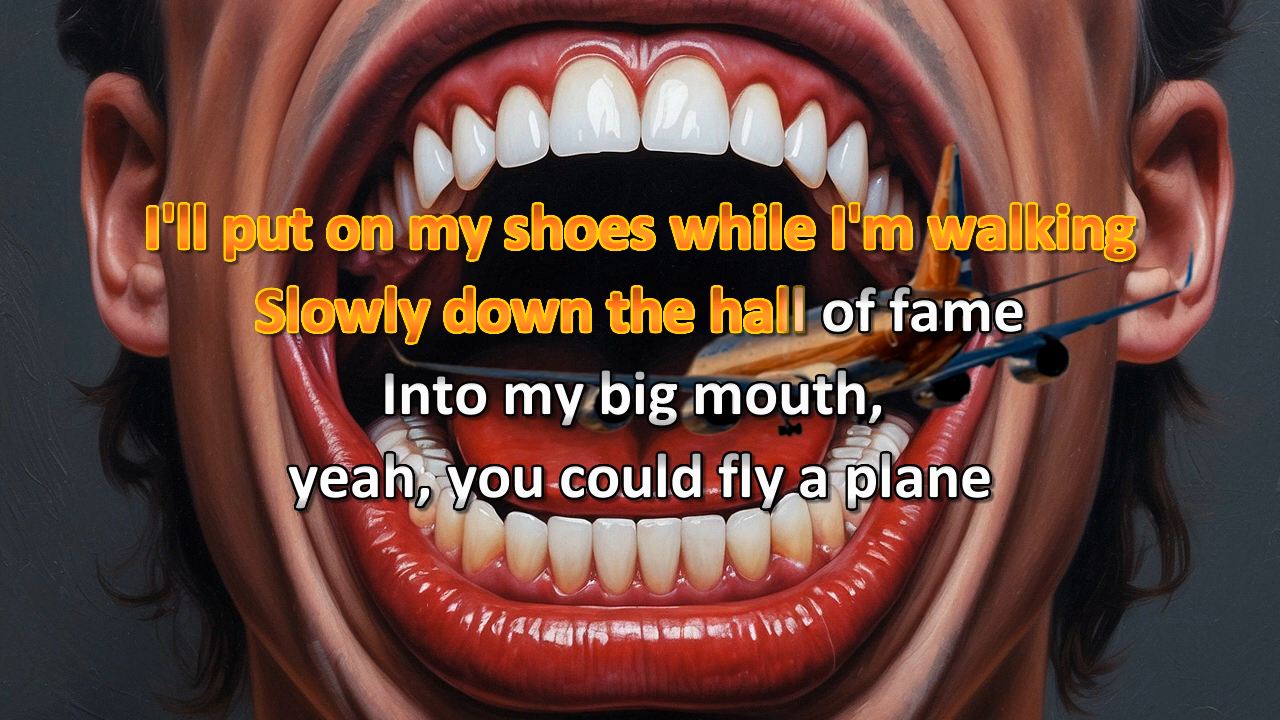 I'll put on my shoes while I'm walking
Slowly down the hall of fame
Into my big mouth,
yeah, you could fly a plane